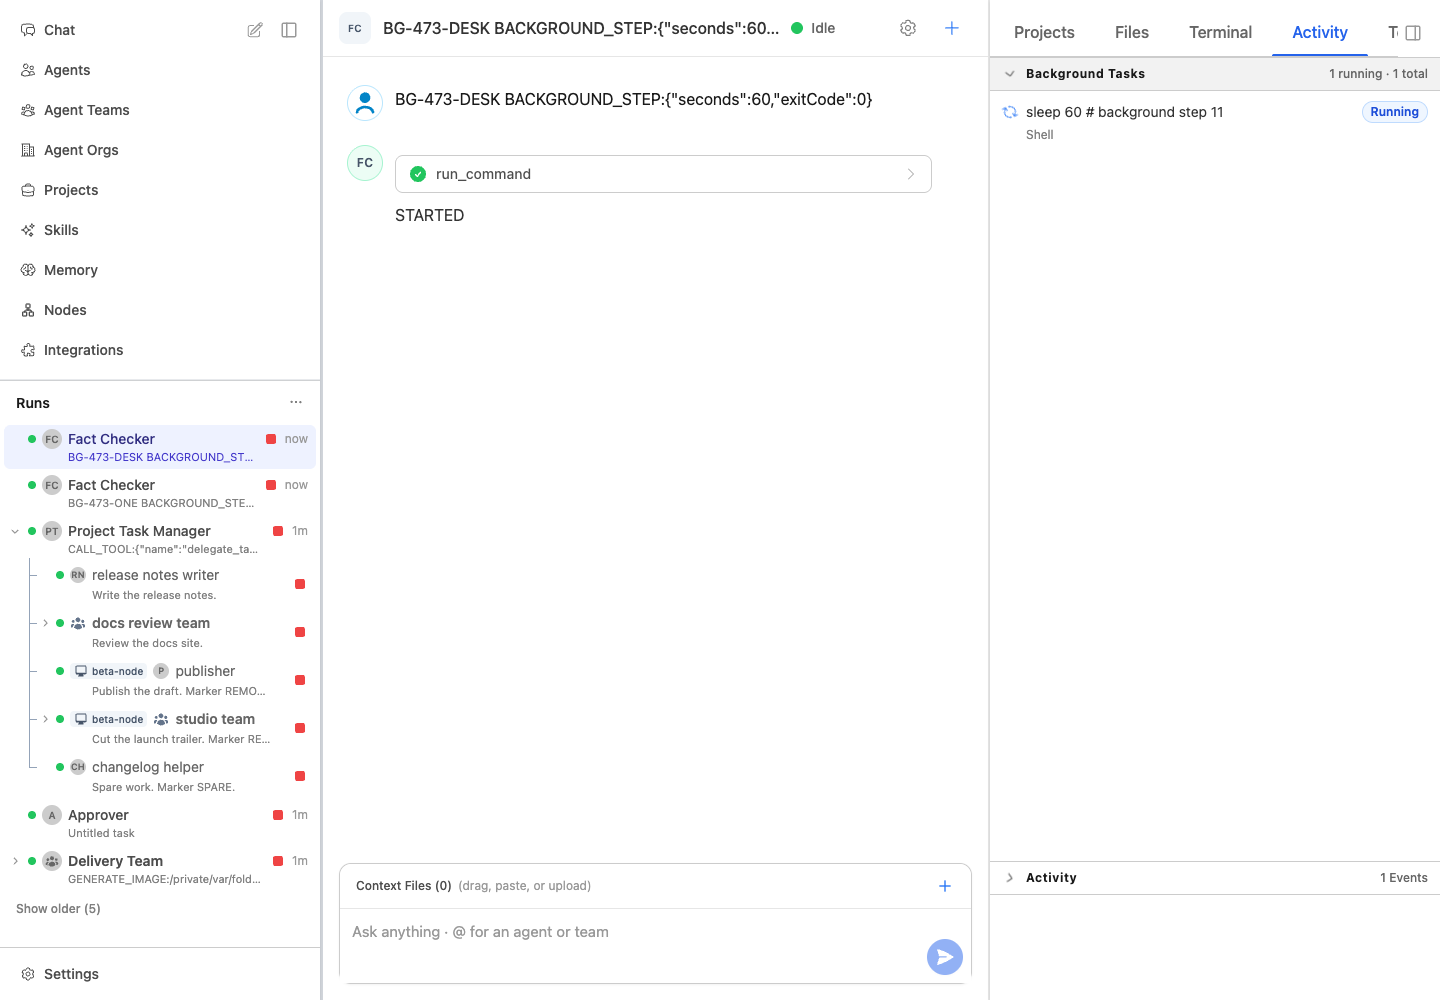 Chat
Agents
Agent Teams
Agent Orgs
Projects
Skills
Memory
Nodes
Integrations
Runs
FC Fact Checker now
BG-473-DESK BACKGROUND_ST...
FC Fact Checker now
BG-473-ONE BACKGROUND_STE...
PT Project Task Manager 1m
CALL_TOOL:{"name":"delegate_ta...
RN release notes writer
Write the release notes.
docs review team
Review the docs site.
beta-node P publisher
Publish the draft. Marker REMO...
beta-node studio team
Cut the launch trailer. Marker RE...
CH changelog helper
Spare work. Marker SPARE.
A Approver 1m
Untitled task
Delivery Team 1m
GENERATE_IMAGE:/private/var/fold...
Show older (5)
Settings
FC BG-473-DESK BACKGROUND_STEP:{"seconds":60... Idle
BG-473-DESK BACKGROUND_STEP:{"seconds":60,"exitCode":0}
FC
run_command
STARTED
Context Files (0) (drag, paste, or upload)
Ask anything · @ for an agent or team
Projects Files Terminal Activity
Background Tasks 1 running · 1 total
sleep 60 # background step 11 Running
Shell
Activity 1 Events